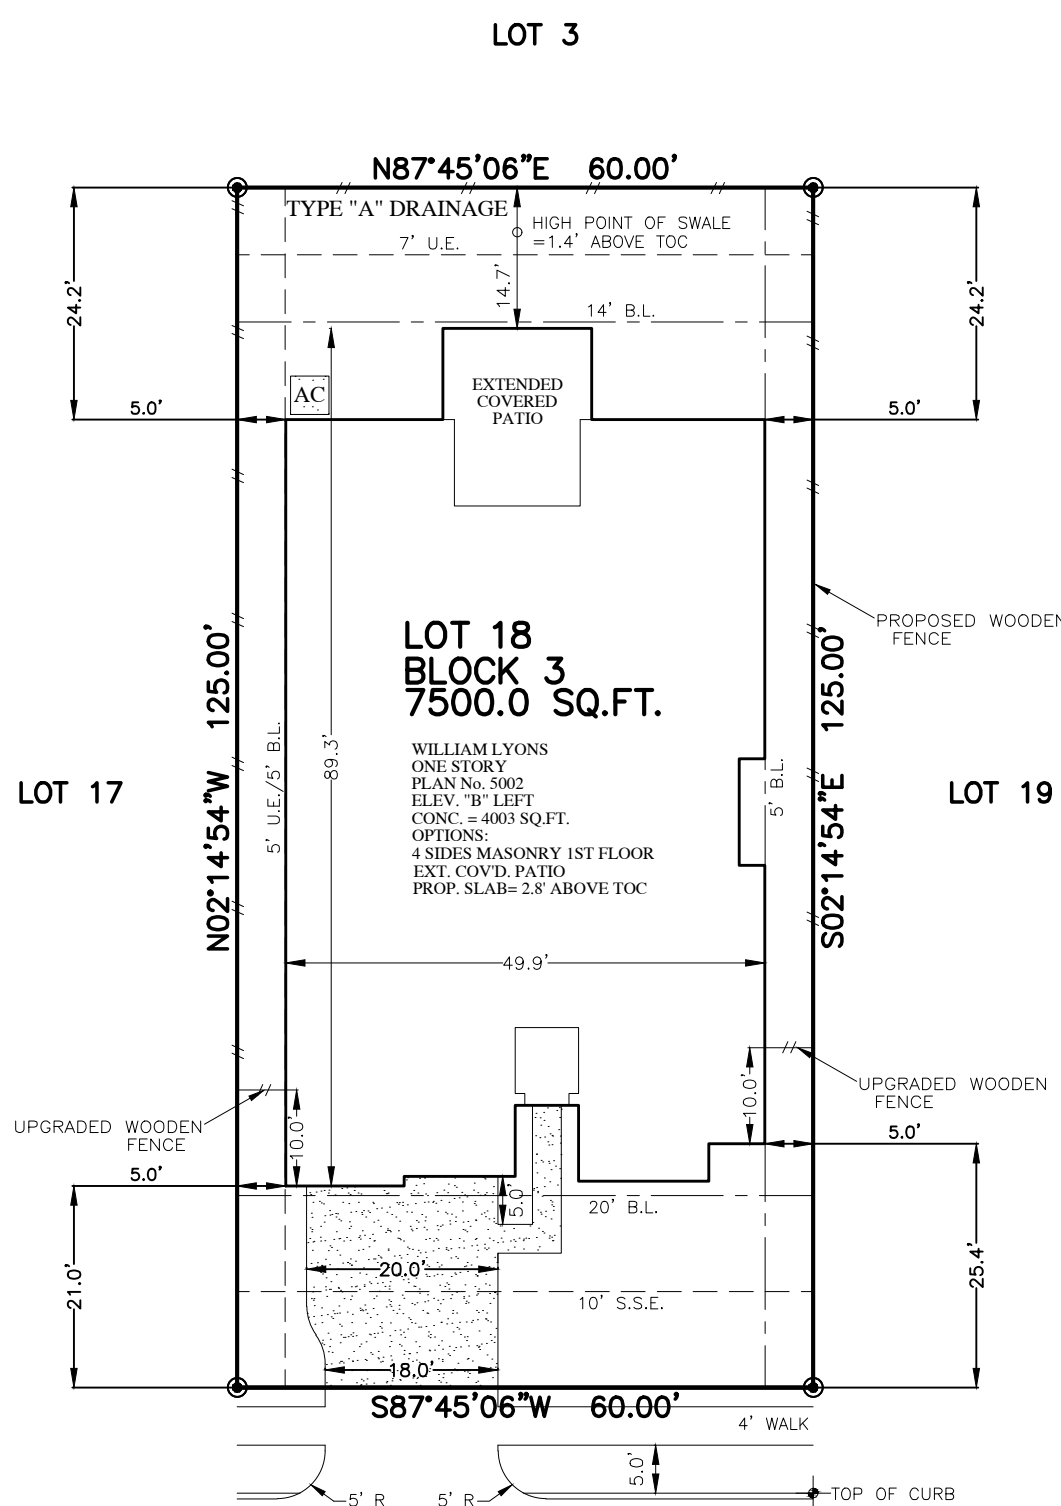 LOT 3
N87°45'06"E 60.00'
TYPE "A" DRAINAGE
HIGH POINT OF SWALE
=1.4' ABOVE TOC
7' U.E.
14.7'
24.2'
24.2'
14' B.L.
EXTENDED
COVERED
PATIO
AC
5.0'
5.0'
PROPOSED WOODEN
FENCE
LOT 18
BLOCK 3
7500.0 SQ.FT.
N02°14'54"W 125.00'
S02°14'54"E 125.00'
5' U.E./5' B.L.
89.3'
5' B.L.
WILLIAM LYONS
ONE STORY
PLAN No. 5002
ELEV. "B" LEFT
CONC. = 4003 SQ.FT.
OPTIONS:
4 SIDES MASONRY 1ST FLOOR
EXT. COV'D. PATIO
PROP. SLAB= 2.8' ABOVE TOC
LOT 17
LOT 19
49.9'
UPGRADED WOODEN
FENCE
10.0'
10.0'
UPGRADED WOODEN
FENCE
5.0'
5.0'
5.0'
20' B.L.
21.0'
25.4'
20.0'
10' S.S.E.
18.0'
S87°45'06"W 60.00'
4' WALK
5.0'
5' R
5' R
TOP OF CURB